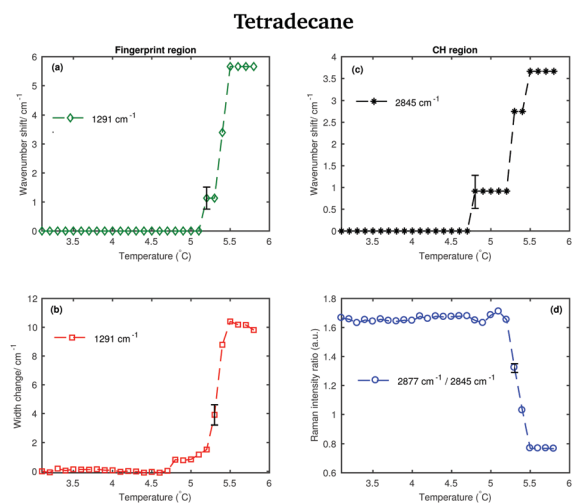 Tetradecane
Fingerprint region
(a)
1291 cm⁻¹
Wavenumber shift/ cm⁻¹
0
1
2
3
4
5
6
3.5
4
4.5
5
5.5
6
Temperature (°C)
CH region
(c)
2845 cm⁻¹
Wavenumber shift/ cm⁻¹
0
0.5
1
1.5
2
2.5
3
3.5
4
3.5
4
4.5
5
5.5
6
Temperature (°C)
(b)
1291 cm⁻¹
Width change/ cm⁻¹
0
2
4
6
8
10
12
3.5
4
4.5
5
5.5
6
Temperature (°C)
(d)
2877 cm⁻¹ / 2845 cm⁻¹
Raman intensity ratio (a.u.)
0.6
0.8
1
1.2
1.4
1.6
1.8
3.5
4
4.5
5
5.5
6
Temperature (°C)